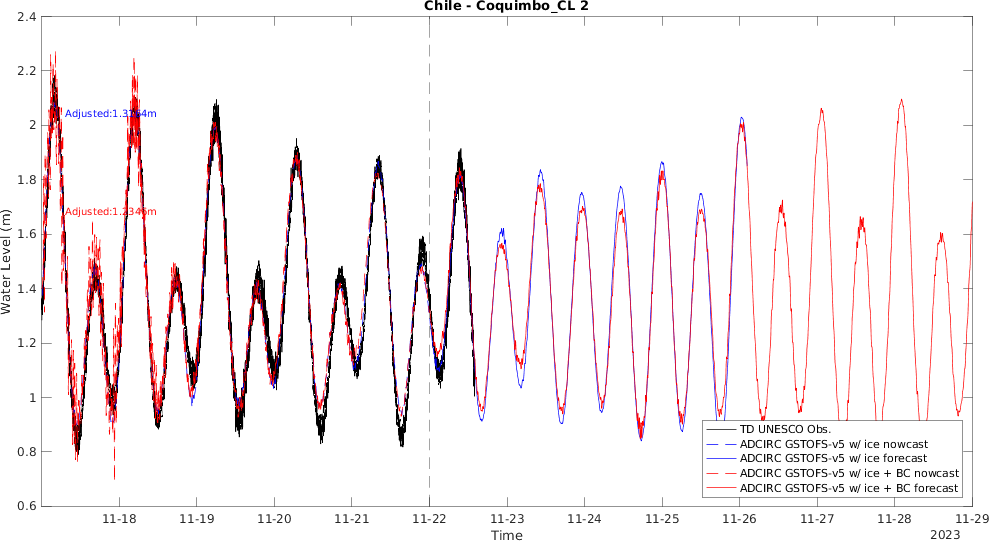 Chile - Coquimbo_CL 2
Water Level (m)
2.4
2.2
2
1.8
1.6
1.4
1.2
1
0.8
0.6
Adjusted:1.3764m
Adjusted:1.2346m
TD UNESCO Obs.
ADCIRC GSTOFS-v5 w/ ice nowcast
ADCIRC GSTOFS-v5 w/ ice forecast
ADCIRC GSTOFS-v5 w/ ice + BC nowcast
ADCIRC GSTOFS-v5 w/ ice + BC forecast
11-18 11-19 11-20 11-21 11-22 11-23 11-24 11-25 11-26 11-27 11-28 11-29
Time
2023